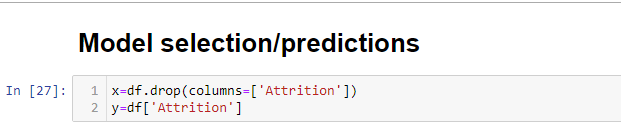 Model selection/predictions
In [27]: 1 x=df.drop(columns=['Attrition'])
2 y=df['Attrition']